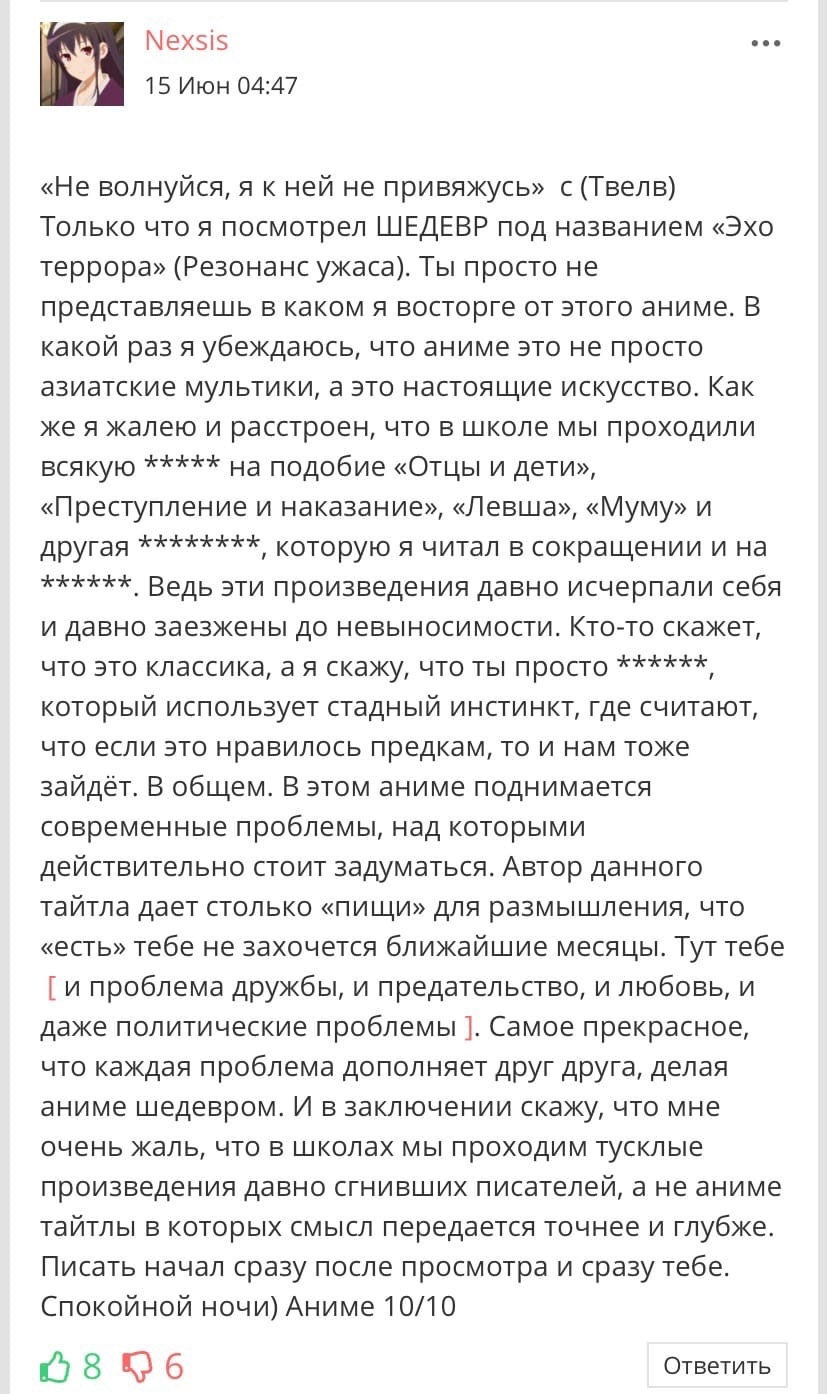 Nexsis
15 Июн 04:47
«Не волнуйся, я к ней не привяжусь»  с (Твелв)
Только что я посмотрел ШЕДЕВР под названием «Эхо
террора» (Резонанс ужаса). Ты просто не
представляешь в каком я восторге от этого аниме. В
какой раз я убеждаюсь, что аниме это не просто
азиатские мультики, а это настоящие искусство. Как
же я жалею и расстроен, что в школе мы проходили
всякую ***** на подобие «Отцы и дети»,
«Преступление и наказание», «Левша», «Муму» и
другая ********, которую я читал в сокращении и на
******. Ведь эти произведения давно исчерпали себя
и давно заезжены до невыносимости. Кто-то скажет,
что это классика, а я скажу, что ты просто ******,
который использует стадный инстинкт, где считают,
что если это нравилось предкам, то и нам тоже
зайдёт. В общем. В этом аниме поднимается
современные проблемы, над которыми
действительно стоит задуматься. Автор данного
тайтла дает столько «пищи» для размышления, что
«есть» тебе не захочется ближайшие месяцы. Тут тебе
[ и проблема дружбы, и предательство, и любовь, и
даже политические проблемы ]. Самое прекрасное,
что каждая проблема дополняет друг друга, делая
аниме шедевром. И в заключении скажу, что мне
очень жаль, что в школах мы проходим тусклые
произведения давно сгнивших писателей, а не аниме
тайтлы в которых смысл передается точнее и глубже.
Писать начал сразу после просмотра и сразу тебе.
Спокойной ночи) Аниме 10/10
8 6
Ответить